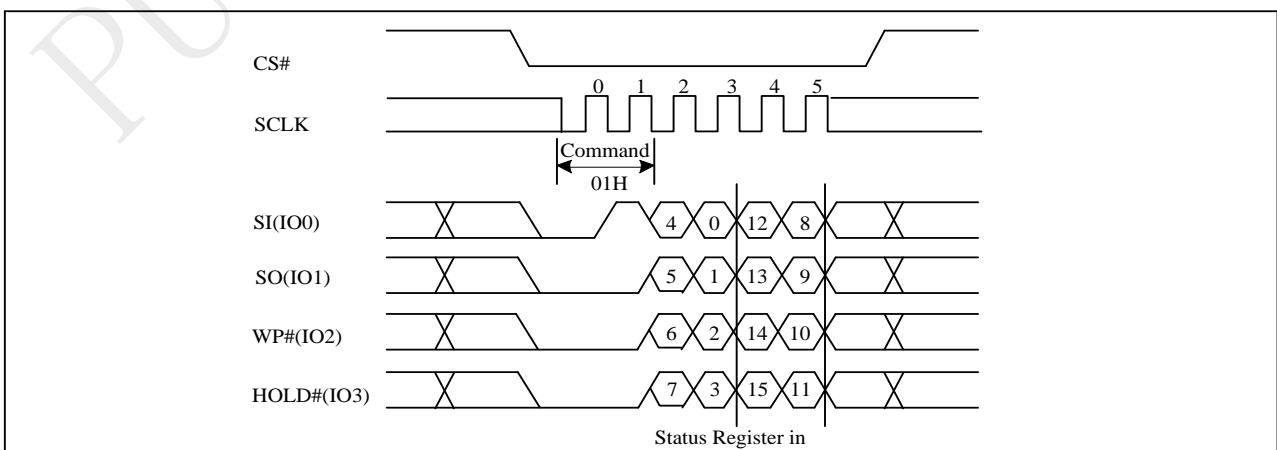 PU
CS#
0 1 2 3 4 5
SCLK
Command
01H
SI(IO0) 4 0 12 8
SO(IO1) 5 1 13 9
WP#(IO2) 6 2 14 10
HOLD#(IO3) 7 3 15 11
Status Register in